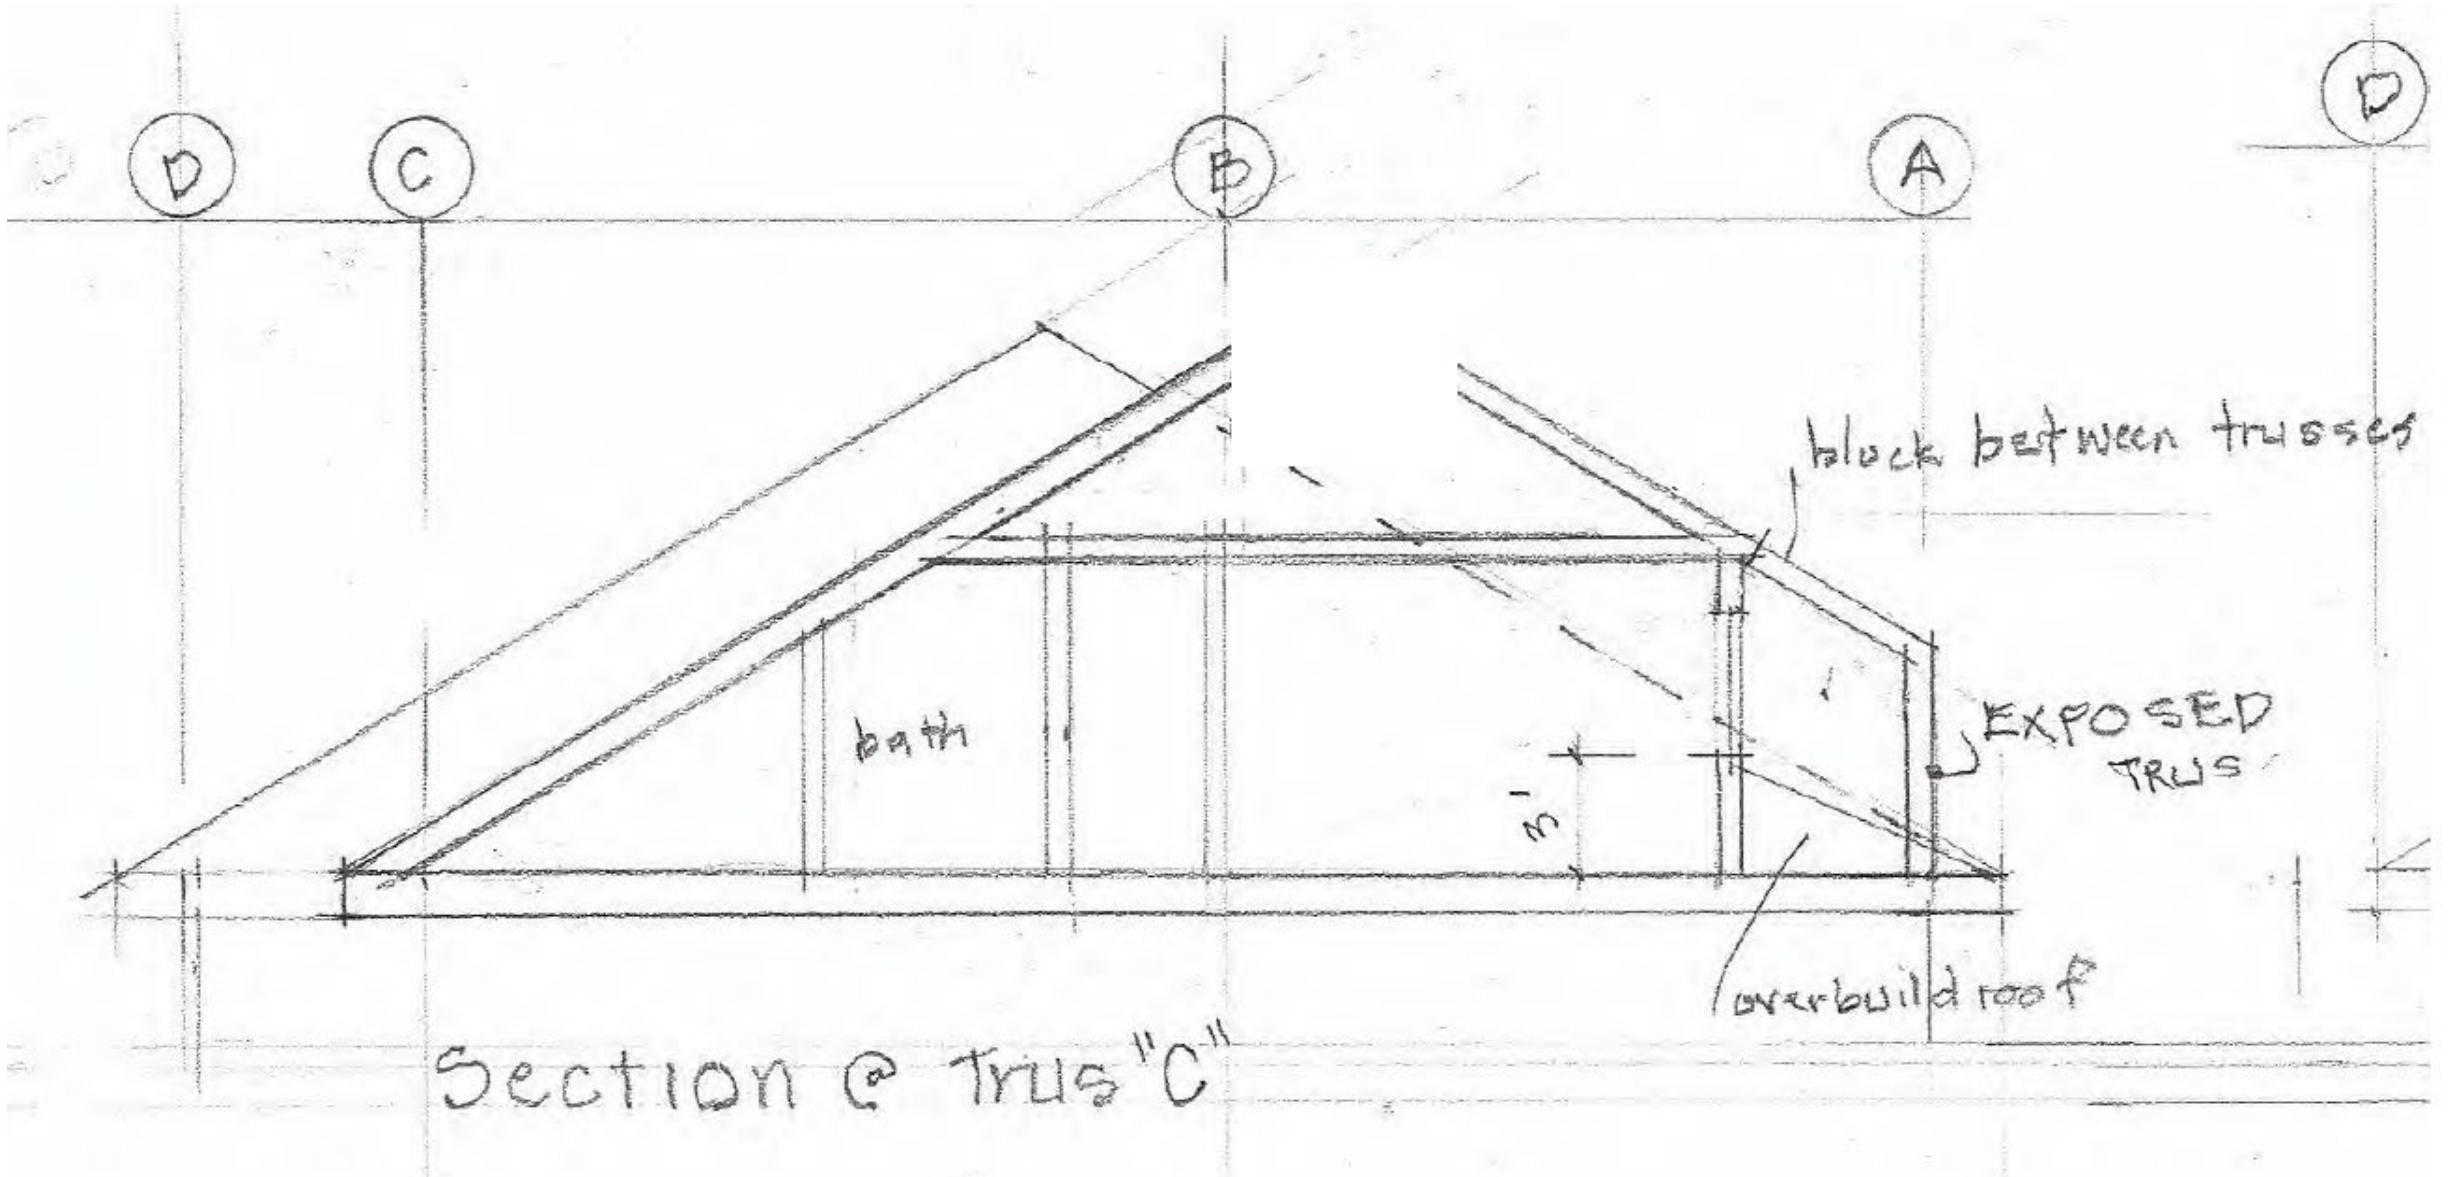 D
C
B
A
D
block between trusses
bath
EXPOSED
TRUS
3'
overbuild roof
Section @ Trus "C"